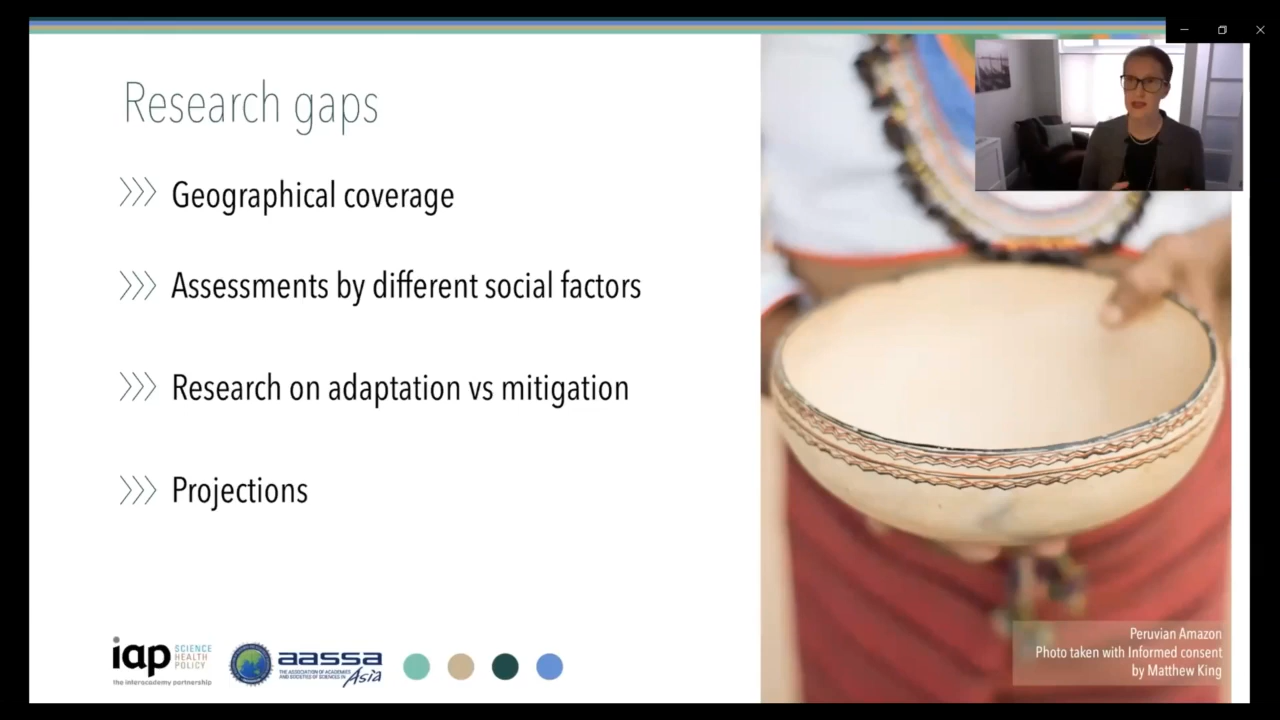 Research gaps
Geographical coverage
Assessments by different social factors
Research on adaptation vs mitigation
Projections
iap SCIENCE
HEALTH
POLICY
the interacademy partnership
aassa
THE ASSOCIATION OF ACADEMIES
AND SOCIETIES OF SCIENCES IN Asia
Peruvian Amazon
Photo taken with Informed consent
by Matthew King